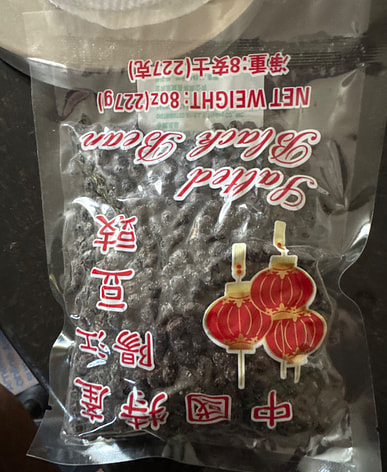 中國特產
陽江
豆
豉
Salted
Black Bean
NET WEIGHT: 8oz(227g)
淨重:8安士(227克)